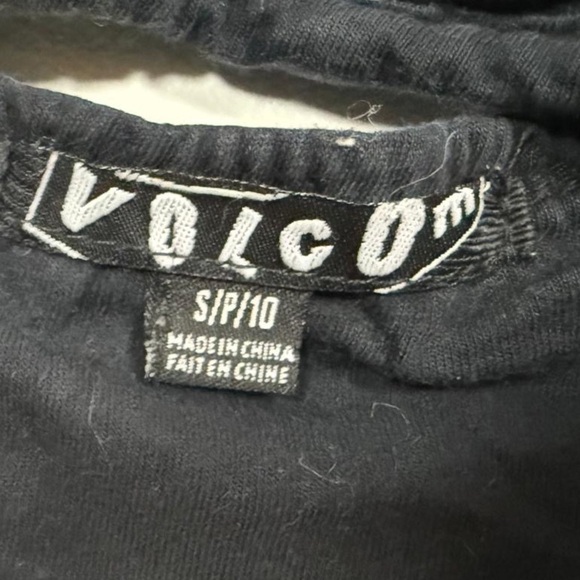 VOLCOm
S/P/10
MADE IN CHINA
FAIT EN CHINE